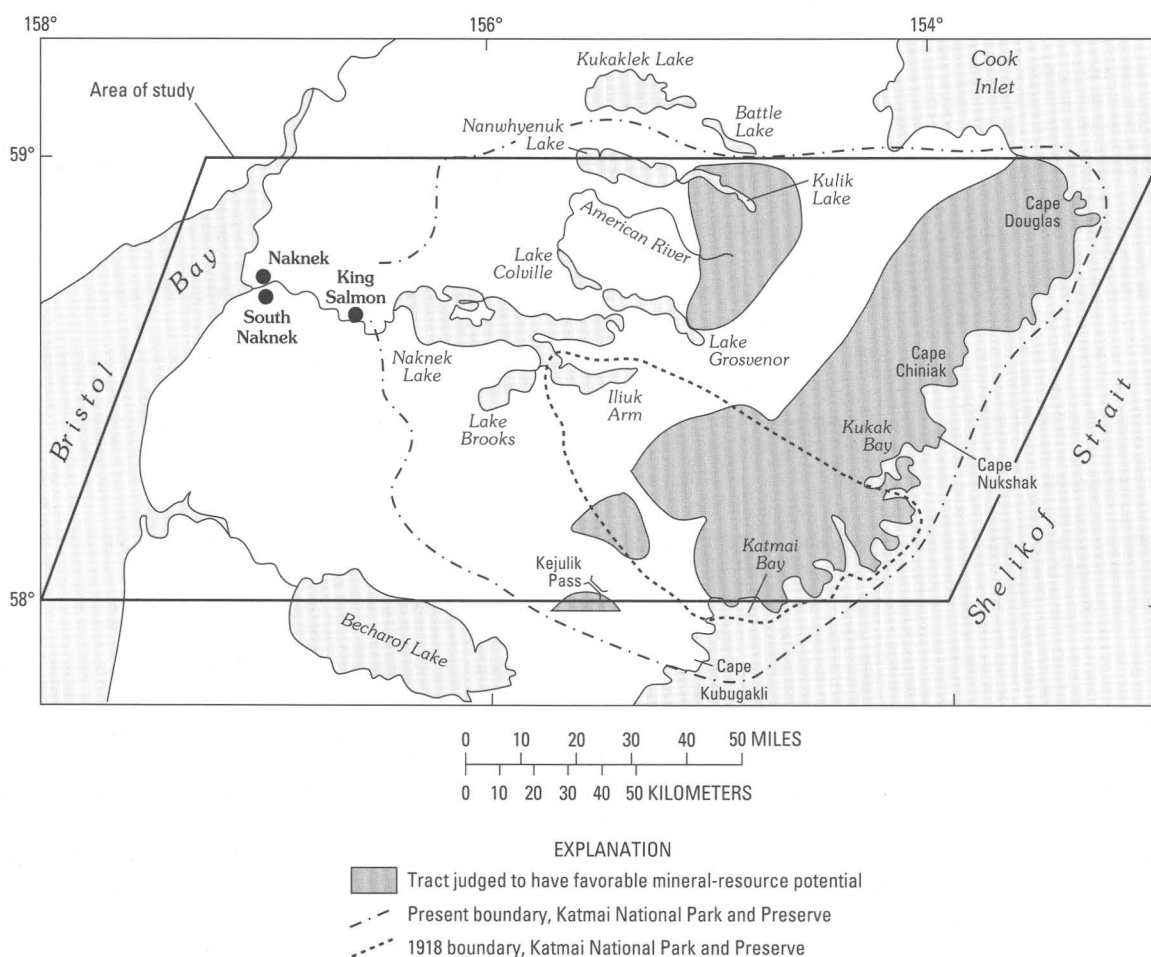 158°
156°
154°
Area of study
Kukaklek Lake
Cook
Inlet
Nanwhyenuk
Lake
Battle
Lake
59°
Kulik
Lake
Cape
Douglas
American River
Lake
Colville
Bay
Naknek
King
Salmon
South
Naknek
Naknek
Lake
Lake
Grosvenor
Cape
Chiniak
Iliuk
Arm
Lake
Brooks
Bristol
Kukak
Bay
Strait
Cape
Nukshak
Shelikof
Katmai
Bay
Kejulik
Pass
58°
Becharof Lake
Cape
Kubugakli
0 10 20 30 40 50 MILES
0 10 20 30 40 50 KILOMETERS
EXPLANATION
Tract judged to have favorable mineral-resource potential
Present boundary, Katmai National Park and Preserve
1918 boundary, Katmai National Park and Preserve